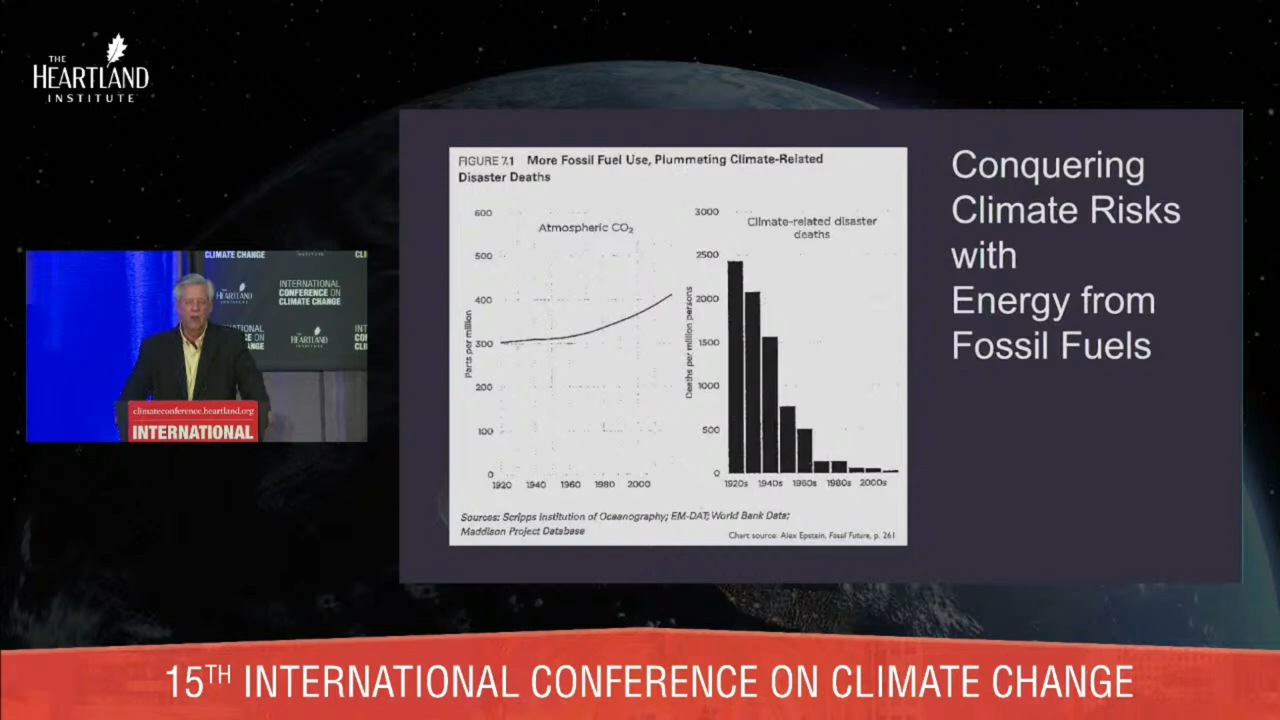 THE
HEARTLAND
INSTITUTE
CLIMATE CHANGE
CLI
HEARTLAND
INTERNATIONAL
CONFERENCE ON
CLIMATE CHANGE
HEARTLAND
climateconference.heartland.org
INTERNATIONAL
FIGURE 7.1 More Fossil Fuel Use, Plummeting Climate-Related
Disaster Deaths
Atmospheric CO₂
Parts per million
600
500
400
300
200
100
0
1920 1940 1960 1980 2000
Climate-related disaster
deaths
Deaths per million persons
3000
2500
2000
1500
1000
500
0
1920s 1940s 1960s 1980s 2000s
Sources: Scripps Institution of Oceanography; EM-DAT; World Bank Data;
Maddison Project Database
Chart source: Alex Epstein, Fossil Future, p. 261
Conquering
Climate Risks
with
Energy from
Fossil Fuels
15TH INTERNATIONAL CONFERENCE ON CLIMATE CHANGE